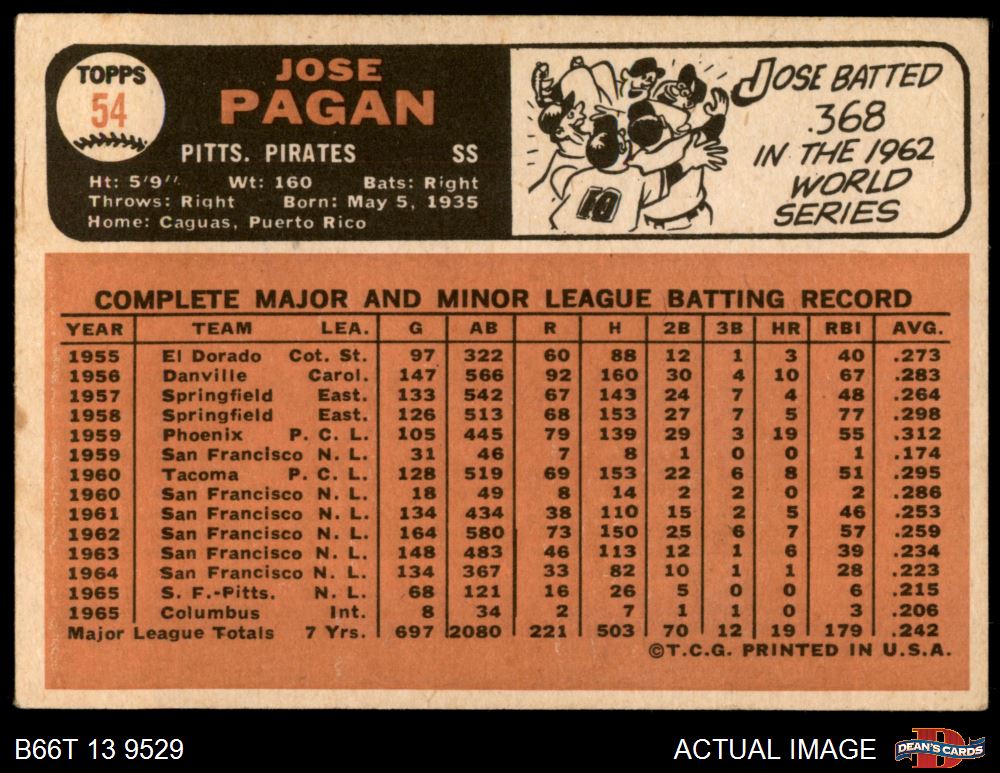 TOPPS
54
JOSE
PAGAN
PITTS. PIRATES SS
Ht: 5'9" Wt: 160 Bats: Right
Throws: Right Born: May 5, 1935
Home: Caguas, Puerto Rico
10
JOSE BATTED
.368
IN THE 1962
WORLD
SERIES
COMPLETE MAJOR AND MINOR LEAGUE BATTING RECORD
YEAR TEAM LEA. G AB R H 2B 3B HR RBI AVG.
1955 El Dorado Cot. St. 97 322 60 88 12 1 3 40 .273
1956 Danville Carol. 147 566 92 160 30 4 10 67 .283
1957 Springfield East. 133 542 67 143 24 7 4 48 .264
1958 Springfield East. 126 513 68 153 27 7 5 77 .298
1959 Phoenix P. C. L. 105 445 79 139 29 3 19 55 .312
1959 San Francisco N. L. 31 46 7 8 1 0 0 1 .174
1960 Tacoma P. C. L. 128 519 69 153 22 6 8 51 .295
1960 San Francisco N. L. 18 49 8 14 2 2 0 2 .286
1961 San Francisco N. L. 134 434 38 110 15 2 5 46 .253
1962 San Francisco N. L. 164 580 73 150 25 6 7 57 .259
1963 San Francisco N. L. 148 483 46 113 12 1 6 39 .234
1964 San Francisco N. L. 134 367 33 82 10 1 1 28 .223
1965 S. F.-Pitts. N. L. 68 121 16 26 5 0 0 6 .215
1965 Columbus Int. 8 34 2 7 1 1 0 3 .206
Major League Totals 7 Yrs. 697 2080 221 503 70 12 19 179 .242
©T.C.G. PRINTED IN U.S.A.
B66T 13 9529 ACTUAL IMAGE
D
DEAN'S CARDS